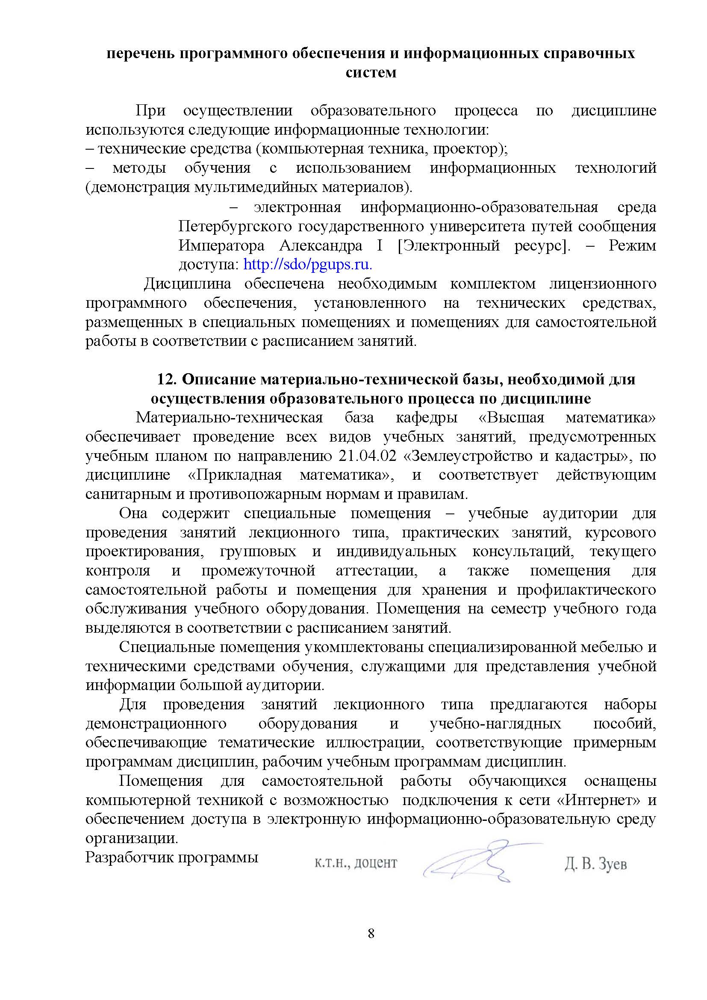 перечень программного обеспечения и информационных справочных
систем
При осуществлении образовательного процесса по дисциплине
используются следующие информационные технологии:
– технические средства (компьютерная техника, проектор);
– методы обучения с использованием информационных технологий
(демонстрация мультимедийных материалов).
– электронная информационно-образовательная среда
Петербургского государственного университета путей сообщения
Императора Александра I [Электронный ресурс]. – Режим
доступа: http://sdo/pgups.ru.
Дисциплина обеспечена необходимым комплектом лицензионного
программного обеспечения, установленного на технических средствах,
размещенных в специальных помещениях и помещениях для самостоятельной
работы в соответствии с расписанием занятий.
12. Описание материально-технической базы, необходимой для
осуществления образовательного процесса по дисциплине
Материально-техническая база кафедры «Высшая математика»
обеспечивает проведение всех видов учебных занятий, предусмотренных
учебным планом по направлению 21.04.02 «Землеустройство и кадастры», по
дисциплине «Прикладная математика», и соответствует действующим
санитарным и противопожарным нормам и правилам.
Она содержит специальные помещения – учебные аудитории для
проведения занятий лекционного типа, практических занятий, курсового
проектирования, групповых и индивидуальных консультаций, текущего
контроля и промежуточной аттестации, а также помещения для
самостоятельной работы и помещения для хранения и профилактического
обслуживания учебного оборудования. Помещения на семестр учебного года
выделяются в соответствии с расписанием занятий.
Специальные помещения укомплектованы специализированной мебелью и
техническими средствами обучения, служащими для представления учебной
информации большой аудитории.
Для проведения занятий лекционного типа предлагаются наборы
демонстрационного оборудования и учебно-наглядных пособий,
обеспечивающие тематические иллюстрации, соответствующие примерным
программам дисциплин, рабочим учебным программам дисциплин.
Помещения для самостоятельной работы обучающихся оснащены
компьютерной техникой с возможностью подключения к сети «Интернет» и
обеспечением доступа в электронную информационно-образовательную среду
организации.
Разработчик программы к.т.н., доцент Д. В. Зуев
8